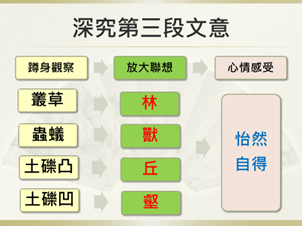 深究第三段文意
蹲身觀察 放大聯想 心情感受
叢草 林
蟲蟻 獸
土礫凸 丘
土礫凹 壑
怡然
自得